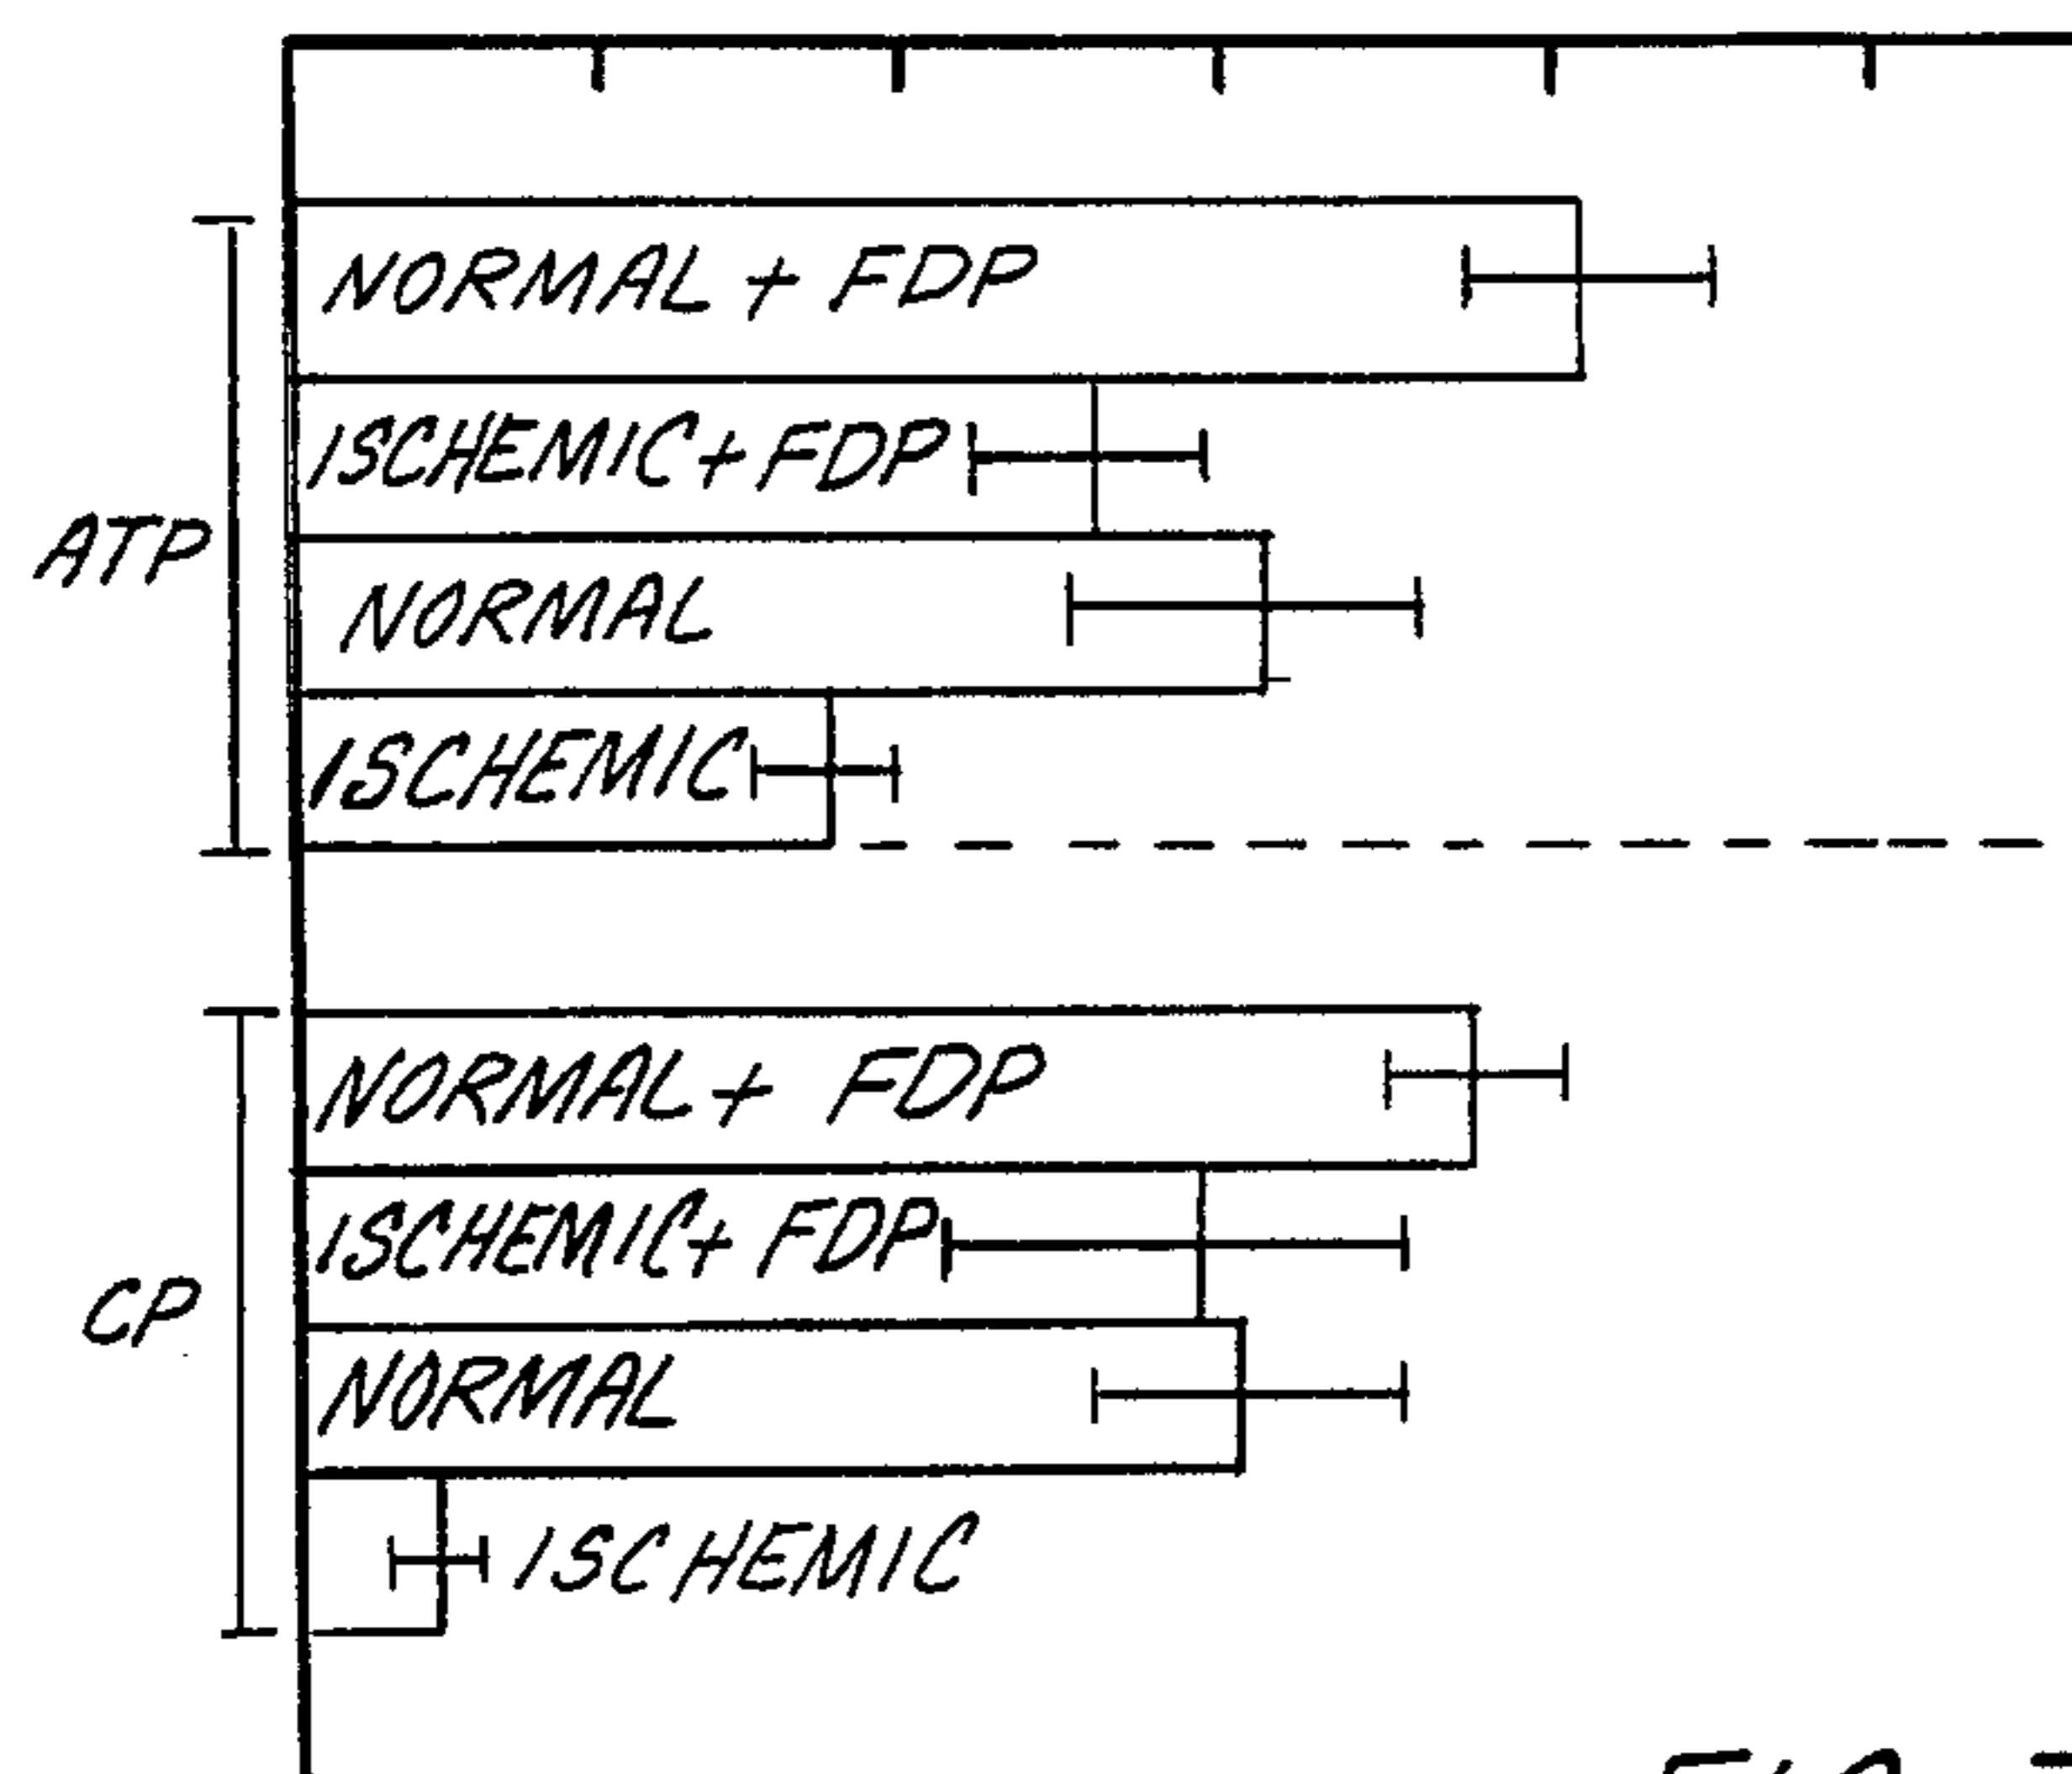 NORMAL + FDP
ISCHEMIC + FDP
ATP
NORMAL
ISCHEMIC
NORMAL + FDP
ISCHEMIC + FDP
CP
NORMAL
ISCHEMIC